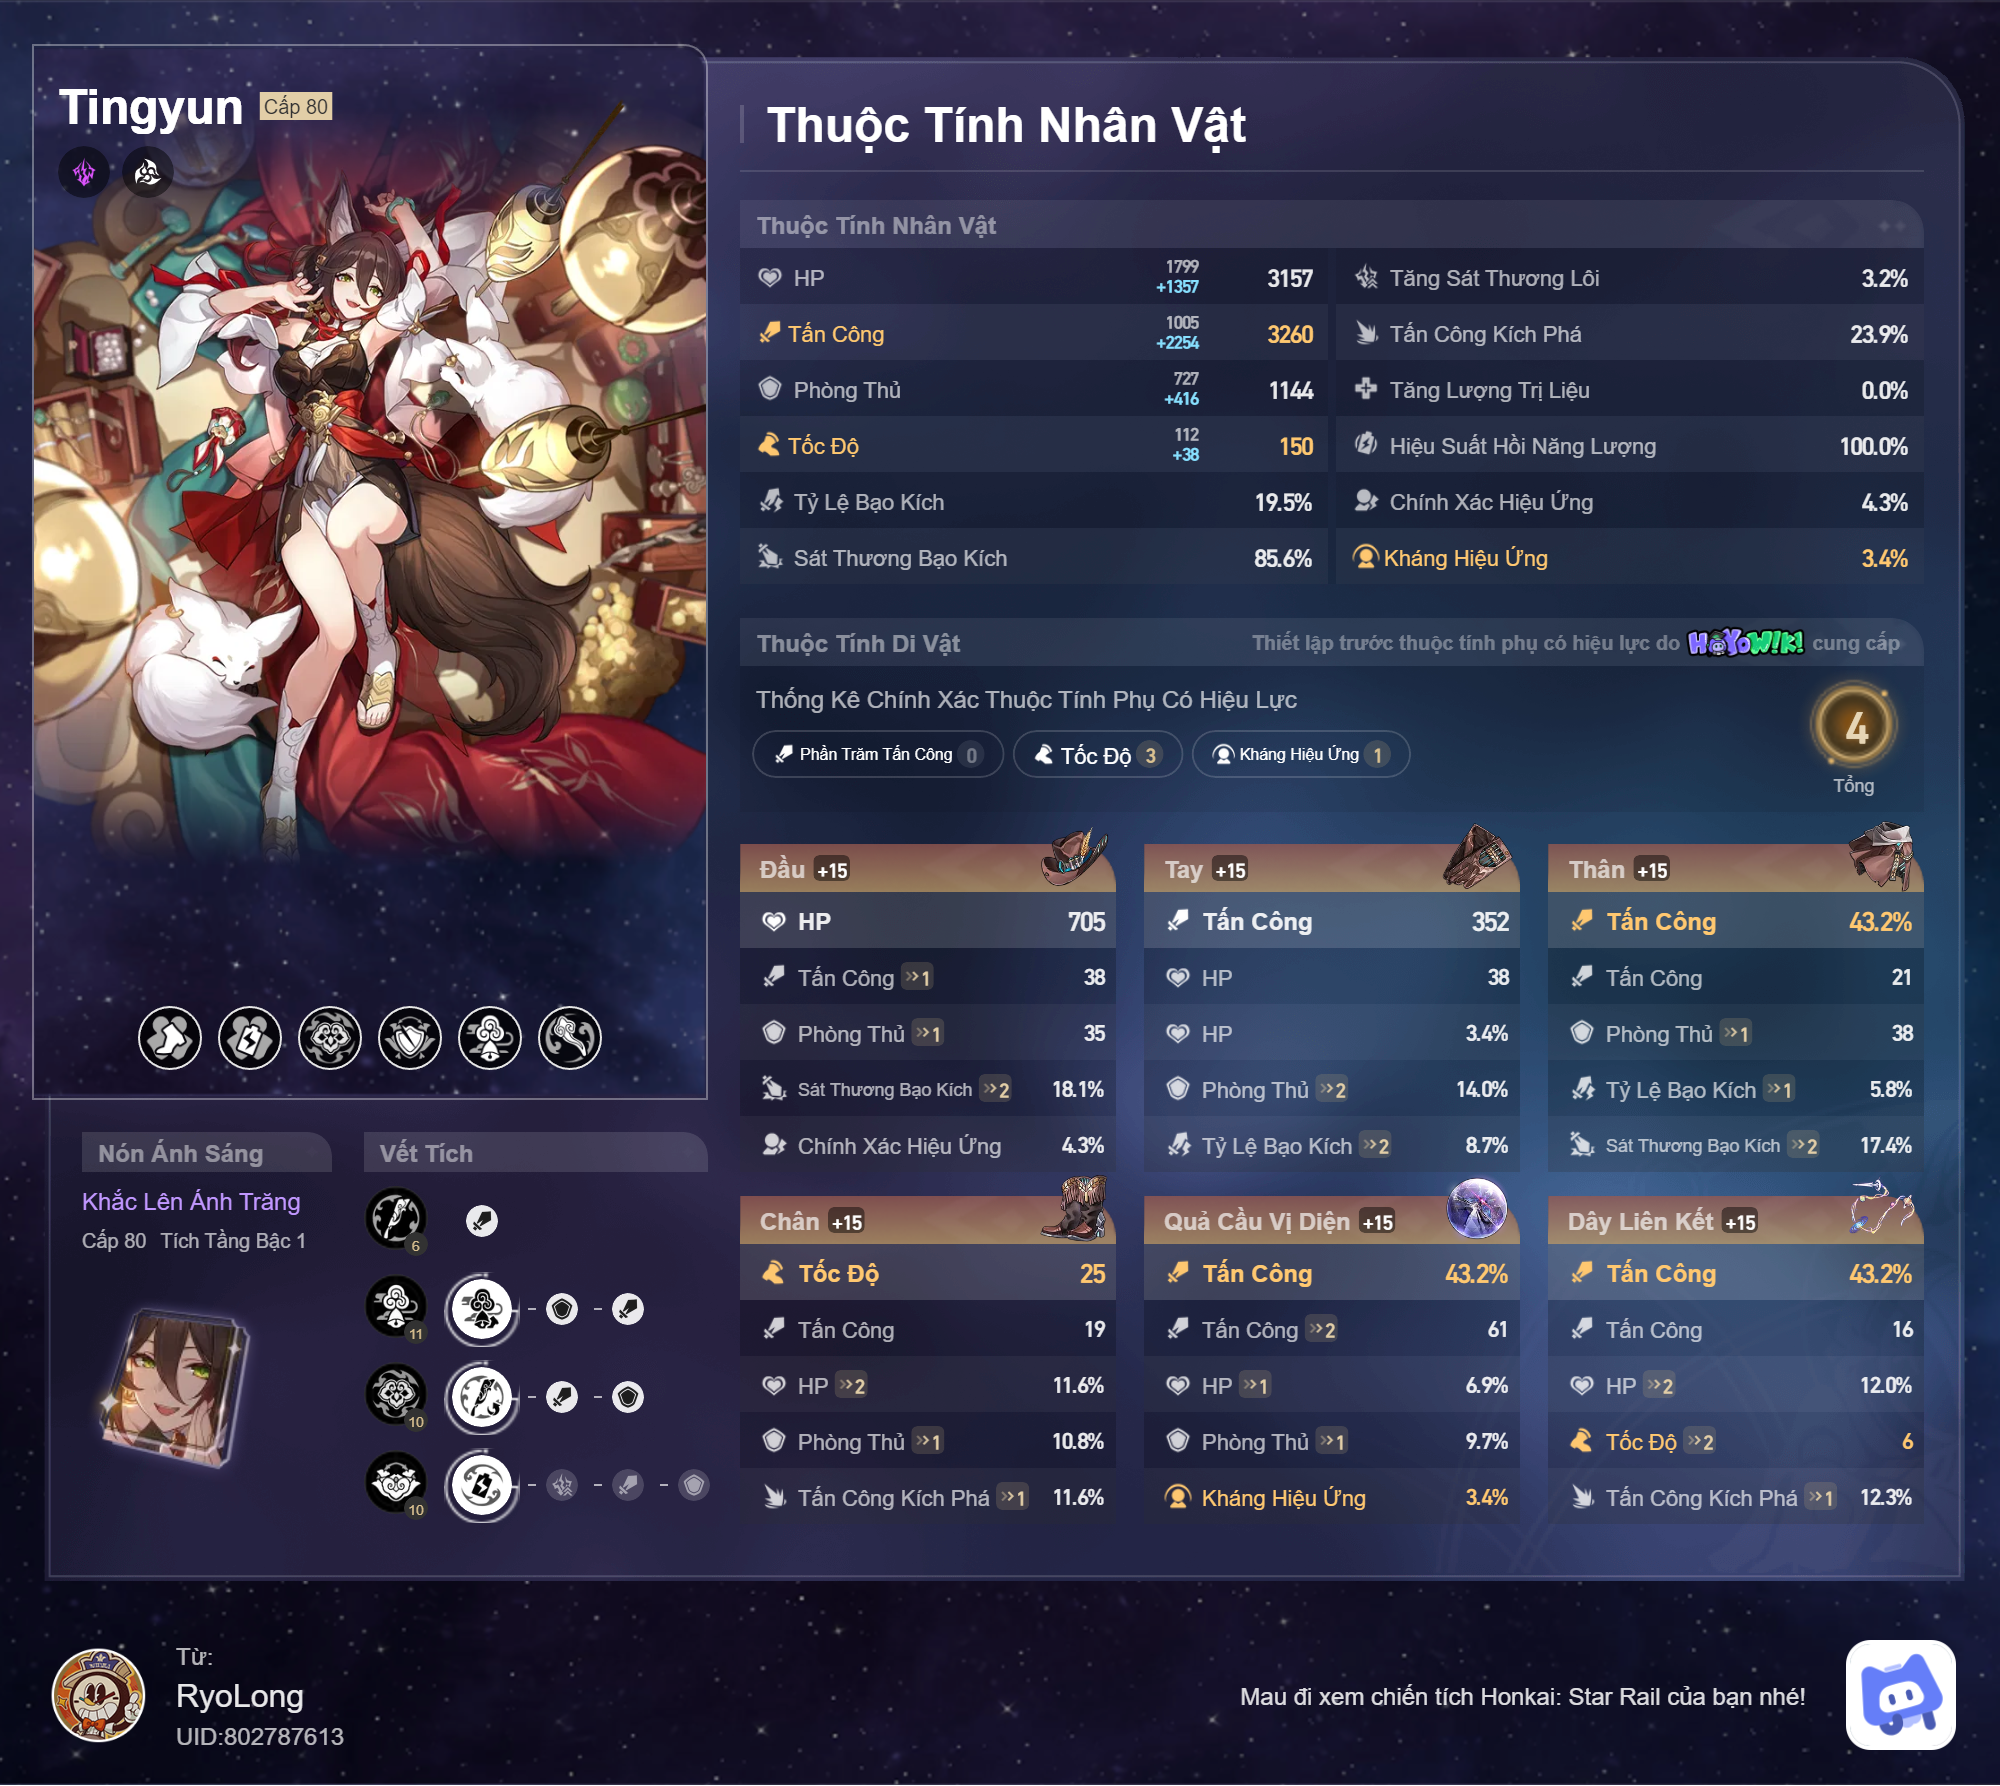 Tingyun Cấp 80
Thuộc Tính Nhân Vật
Thuộc Tính Nhân Vật
HP 1799 +1357 3157
Tấn Công 1005 +2254 3260
Phòng Thủ 727 +416 1144
Tốc Độ 112 +38 150
Tỷ Lệ Bạo Kích 19.5%
Sát Thương Bạo Kích 85.6%
Tăng Sát Thương Lôi 3.2%
Tấn Công Kích Phá 23.9%
Tăng Lượng Trị Liệu 0.0%
Hiệu Suất Hồi Năng Lượng 100.0%
Chính Xác Hiệu Ứng 4.3%
Kháng Hiệu Ứng 3.4%
Thuộc Tính Di Vật
Thiết lập trước thuộc tính phụ có hiệu lực do HoYoWiki! cung cấp
Thống Kê Chính Xác Thuộc Tính Phụ Có Hiệu Lực
Phần Trăm Tấn Công 0
Tốc Độ 3
Kháng Hiệu Ứng 1
4
Tổng
Đầu +15
HP 705
Tấn Công 1 38
Phòng Thủ 1 35
Sát Thương Bạo Kích 2 18.1%
Chính Xác Hiệu Ứng 4.3%
Tay +15
Tấn Công 352
HP 38
HP 3.4%
Phòng Thủ 2 14.0%
Tỷ Lệ Bạo Kích 2 8.7%
Thân +15
Tấn Công 43.2%
Tấn Công 21
Phòng Thủ 1 38
Tỷ Lệ Bạo Kích 1 5.8%
Sát Thương Bạo Kích 2 17.4%
Chân +15
Tốc Độ 25
Tấn Công 19
HP 2 11.6%
Phòng Thủ 1 10.8%
Tấn Công Kích Phá 1 11.6%
Quả Cầu Vị Diện +15
Tấn Công 43.2%
Tấn Công 2 61
HP 1 6.9%
Phòng Thủ 1 9.7%
Kháng Hiệu Ứng 3.4%
Dây Liên Kết +15
Tấn Công 43.2%
Tấn Công 16
HP 2 12.0%
Tốc Độ 2 6
Tấn Công Kích Phá 1 12.3%
Nón Ánh Sáng
Khắc Lên Ánh Trăng
Cấp 80 Tích Tầng Bậc 1
Vết Tích
6
11
10
10
Từ:
RyoLong
UID:802787613
Mau đi xem chiến tích Honkai: Star Rail của bạn nhé!